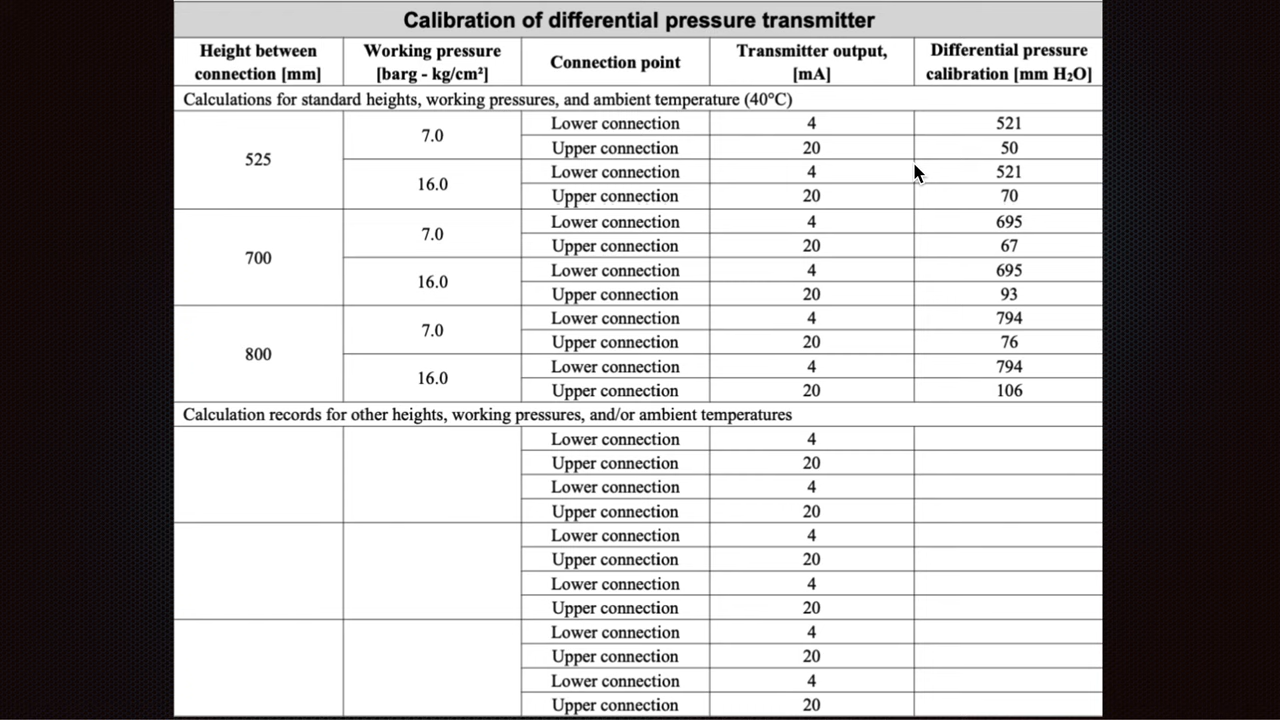 Calibration of differential pressure transmitter
Height between connection [mm] Working pressure [barg - kg/cm²] Connection point Transmitter output, [mA] Differential pressure calibration [mm H₂O]
Calculations for standard heights, working pressures, and ambient temperature (40°C)
525 7.0 Lower connection 4 521
Upper connection 20 50
16.0 Lower connection 4 521
Upper connection 20 70
700 7.0 Lower connection 4 695
Upper connection 20 67
16.0 Lower connection 4 695
Upper connection 20 93
800 7.0 Lower connection 4 794
Upper connection 20 76
16.0 Lower connection 4 794
Upper connection 20 106
Calculation records for other heights, working pressures, and/or ambient temperatures
Lower connection 4
Upper connection 20
Lower connection 4
Upper connection 20
Lower connection 4
Upper connection 20
Lower connection 4
Upper connection 20
Lower connection 4
Upper connection 20
Lower connection 4
Upper connection 20